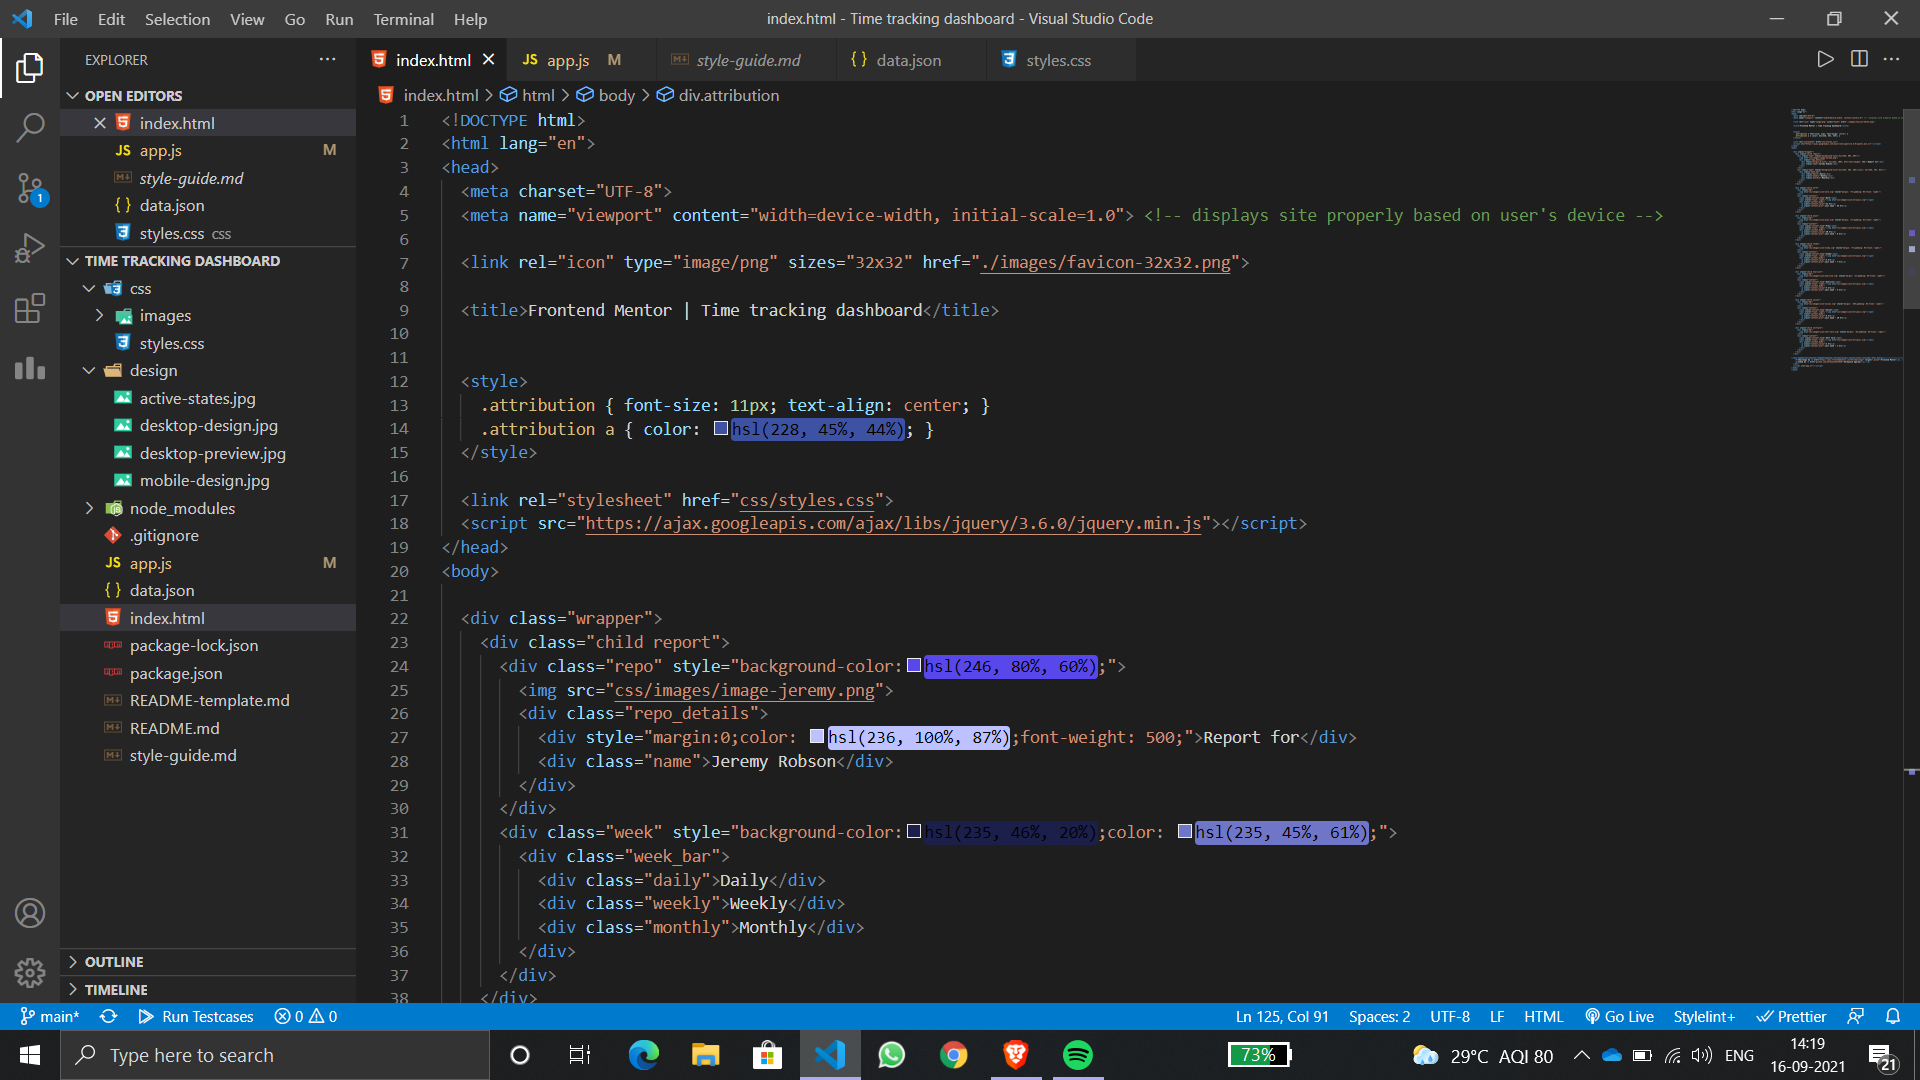 File Edit Selection View Go Run Terminal Help
index.html - Time tracking dashboard - Visual Studio Code
EXPLORER
OPEN EDITORS
index.html
JS app.js M
style-guide.md
{ } data.json
styles.css css
TIME TRACKING DASHBOARD
css
images
styles.css
design
active-states.jpg
desktop-design.jpg
desktop-preview.jpg
mobile-design.jpg
node_modules
.gitignore
JS app.js M
{ } data.json
index.html
package-lock.json
package.json
README-template.md
README.md
style-guide.md
OUTLINE
TIMELINE
1
index.html
JS app.js M
style-guide.md
{ } data.json
styles.css
index.html > html > body > div.attribution
1 <!DOCTYPE html>
2 <html lang="en">
3 <head>
4 <meta charset="UTF-8">
5 <meta name="viewport" content="width=device-width, initial-scale=1.0"> <!-- displays site properly based on user's device -->
6
7 <link rel="icon" type="image/png" sizes="32x32" href="./images/favicon-32x32.png">
8
9 <title>Frontend Mentor | Time tracking dashboard</title>
10
11
12 <style>
13 .attribution { font-size: 11px; text-align: center; }
14 .attribution a { color: hsl(228, 45%, 44%); }
15 </style>
16
17 <link rel="stylesheet" href="css/styles.css">
18 <script src="https://ajax.googleapis.com/ajax/libs/jquery/3.6.0/jquery.min.js"></script>
19 </head>
20 <body>
21
22 <div class="wrapper">
23 <div class="child report">
24 <div class="repo" style="background-color: hsl(246, 80%, 60%);">
25 <img src="css/images/image-jeremy.png">
26 <div class="repo_details">
27 <div style="margin:0;color: hsl(236, 100%, 87%);font-weight: 500;">Report for</div>
28 <div class="name">Jeremy Robson</div>
29 </div>
30 </div>
31 <div class="week" style="background-color: hsl(235, 46%, 20%);color: hsl(235, 45%, 61%);">
32 <div class="week_bar">
33 <div class="daily">Daily</div>
34 <div class="weekly">Weekly</div>
35 <div class="monthly">Monthly</div>
36 </div>
37 </div>
38 </div>
main* Run Testcases 0 0
Ln 125, Col 91 Spaces: 2 UTF-8 LF HTML Go Live Stylelint+ Prettier
Type here to search
73%
29°C AQI 80 ENG
14:19
16-09-2021
21